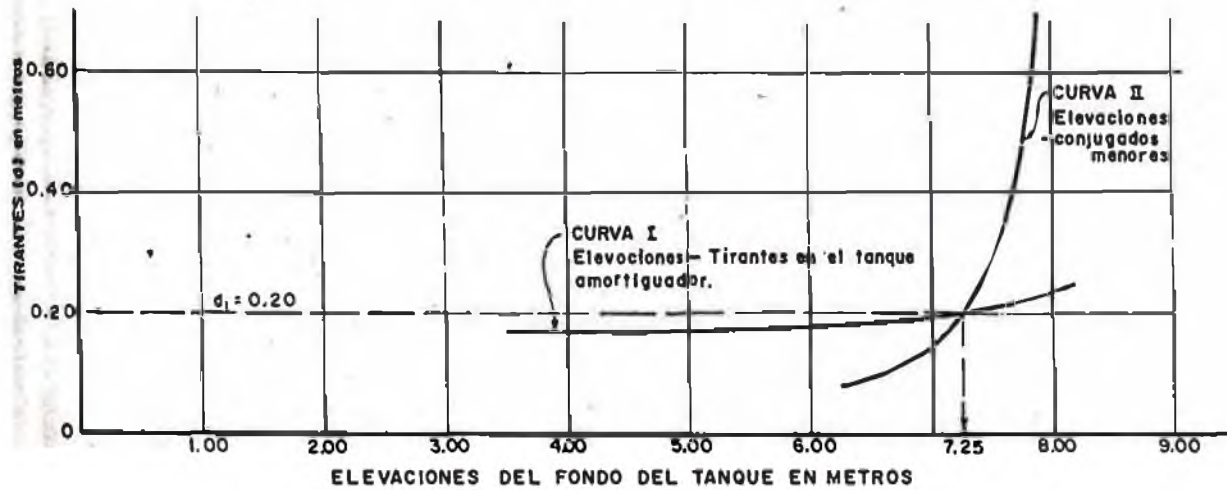 TIRANTES (d) en metros
0.60
0.40
0.20
0
CURVA II
Elevaciones
- conjugados
menores
CURVA I
Elevociones - Tirantes en el tanque
amortiguador.
d₁ = 0.20
1.00 2.00 3.00 4.00 5.00 6.00 7.25 8.00 9.00
ELEVACIONES DEL FONDO DEL TANQUE EN METROS